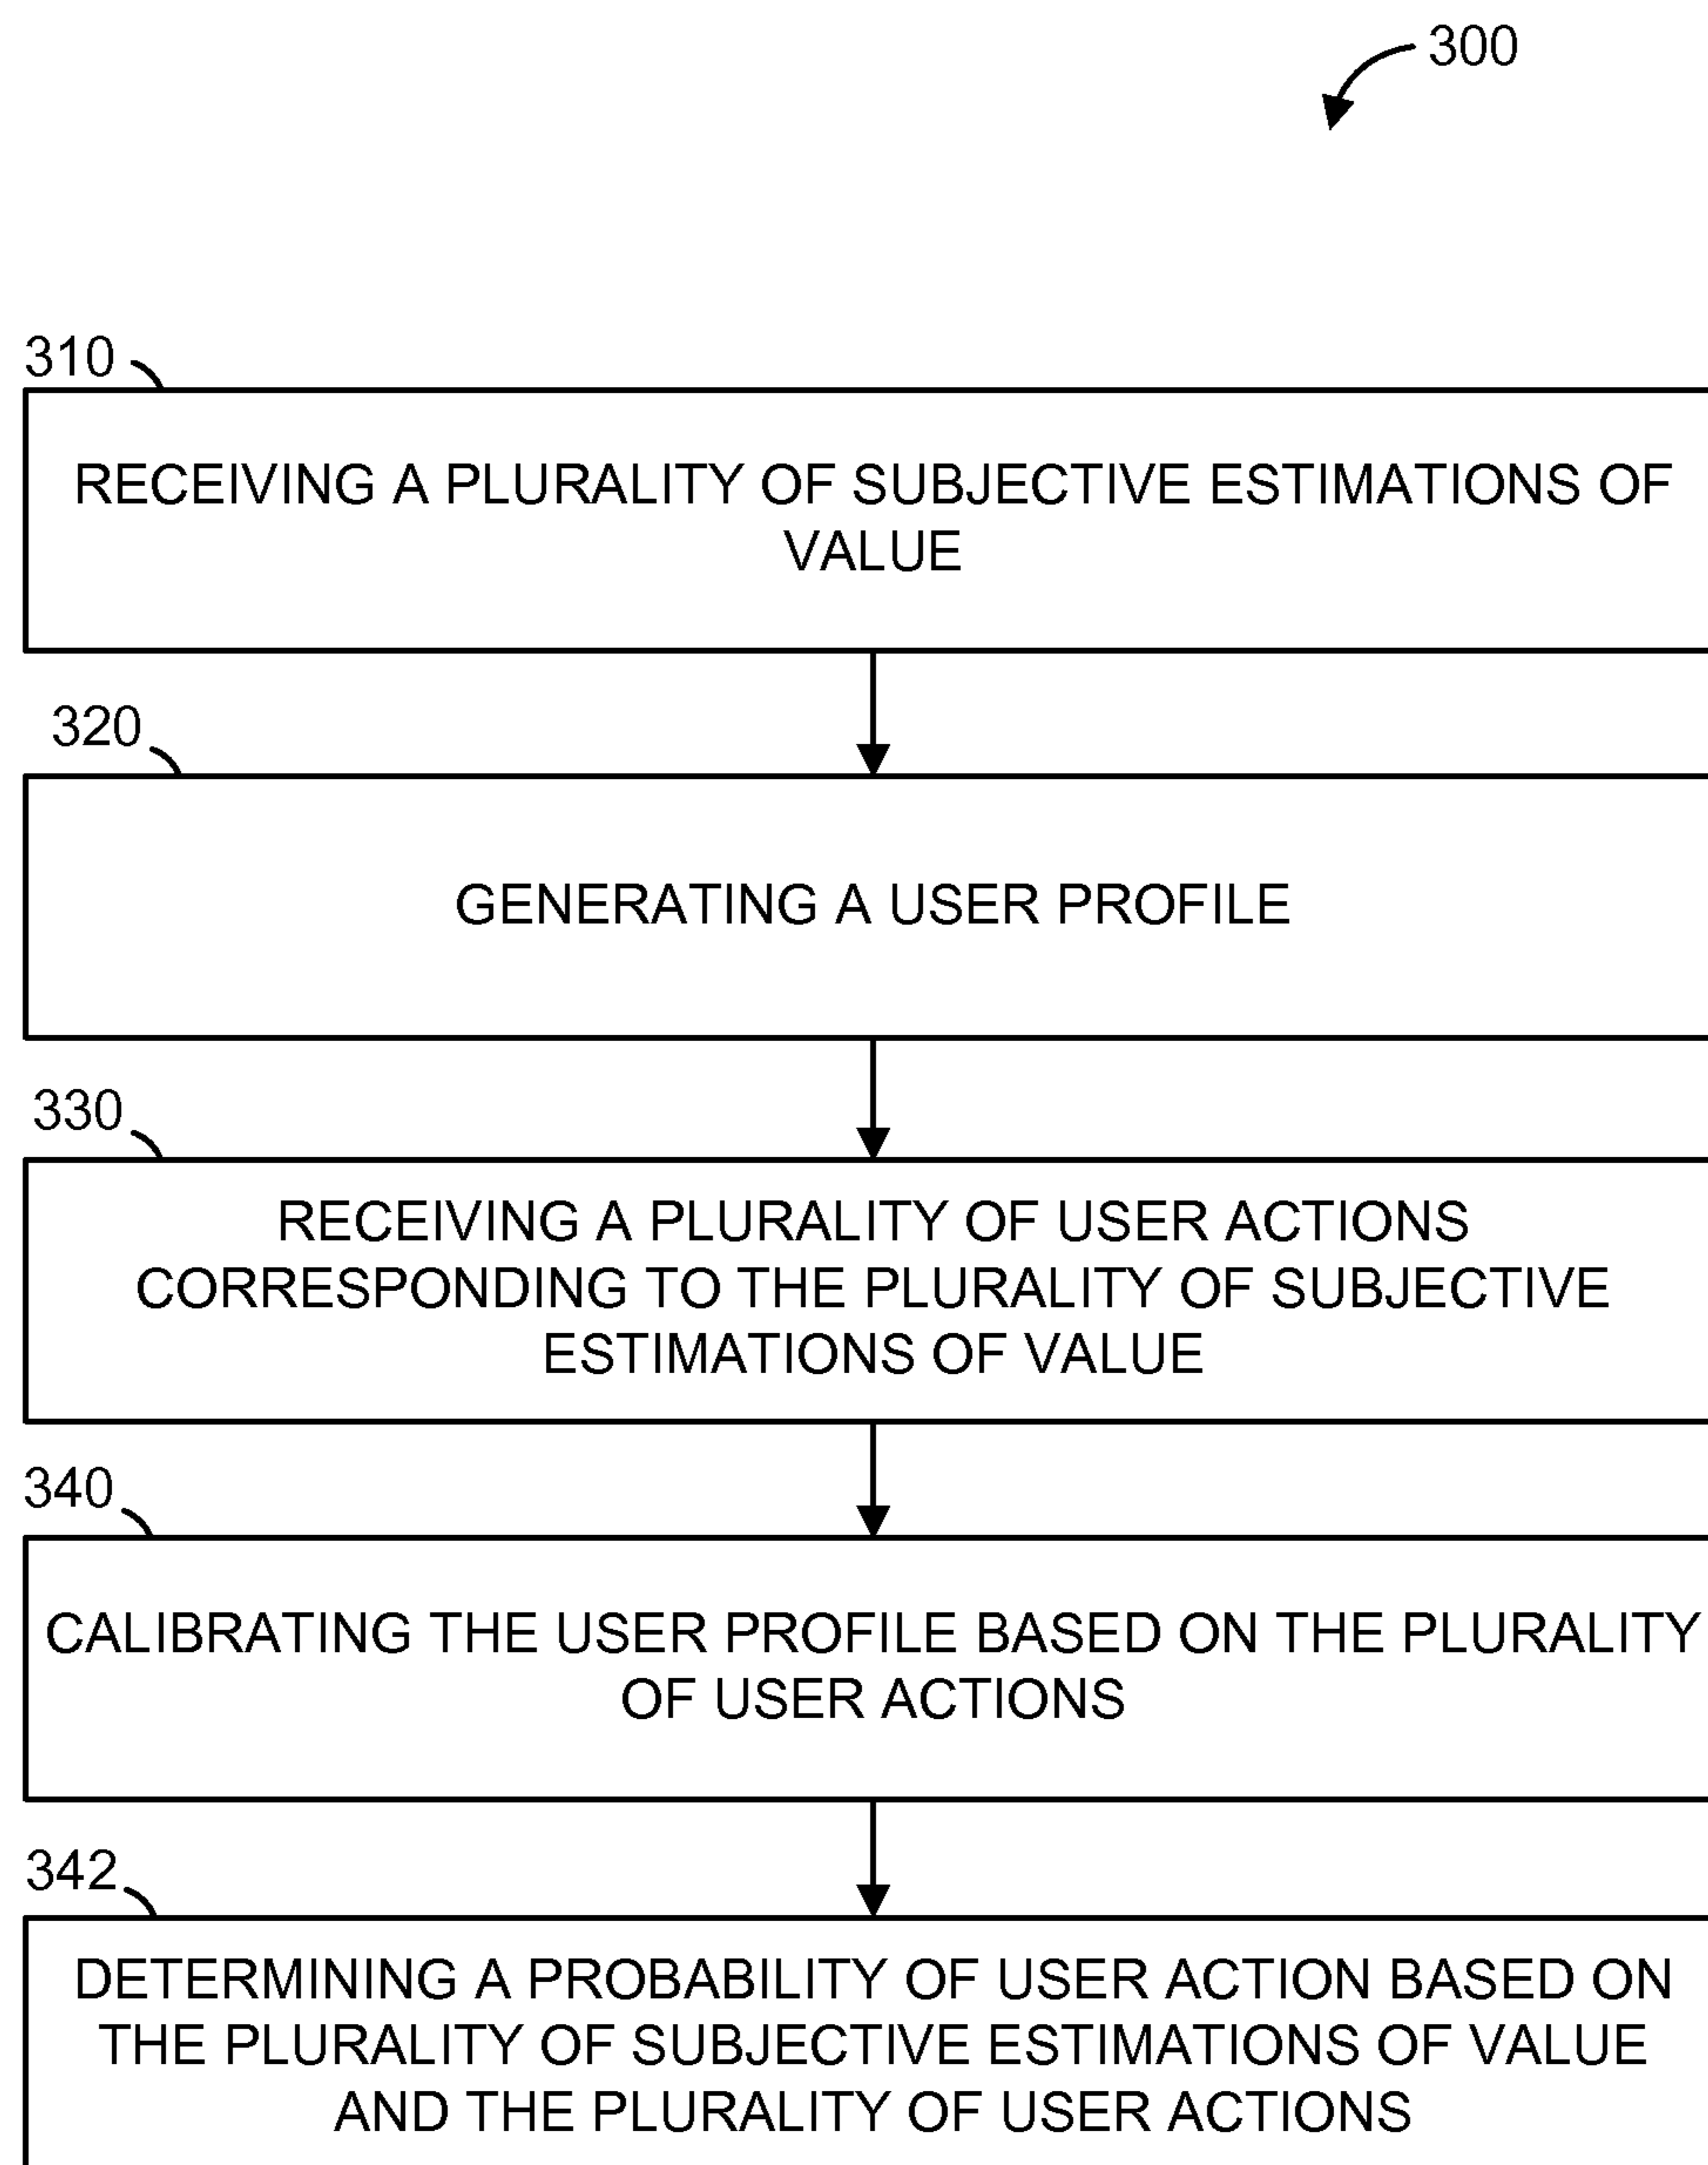 300
310
RECEIVING A PLURALITY OF SUBJECTIVE ESTIMATIONS OF
VALUE
320
GENERATING A USER PROFILE
330
RECEIVING A PLURALITY OF USER ACTIONS
CORRESPONDING TO THE PLURALITY OF SUBJECTIVE
ESTIMATIONS OF VALUE
340
CALIBRATING THE USER PROFILE BASED ON THE PLURALITY
OF USER ACTIONS
342
DETERMINING A PROBABILITY OF USER ACTION BASED ON
THE PLURALITY OF SUBJECTIVE ESTIMATIONS OF VALUE
AND THE PLURALITY OF USER ACTIONS